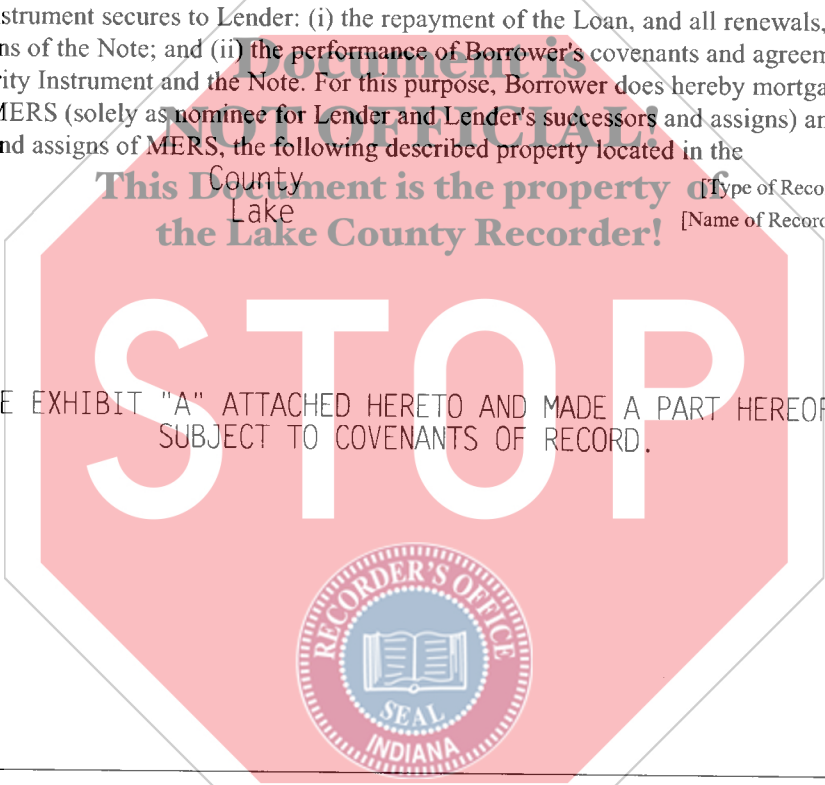 strument secures to Lender: (i) the repayment of the Loan, and all renewals,
ns of the Note; and (ii) the performance of Borrower's covenants and agreem
Document is
ity Instrument and the Note. For this purpose, Borrower does hereby mortga
MERS (solely as nominee for Lender and Lender's successors and assigns) an
NOT OFFICIAL!
nd assigns of MERS, the following described property located in the
County [Type of Reco
This Document is the property of
Lake [Name of Record
the Lake County Recorder!
STOP
E EXHIBIT "A" ATTACHED HERETO AND MADE A PART HEREOF
SUBJECT TO COVENANTS OF RECORD.
RECORDER'S OFFICE
SEAL
INDIANA